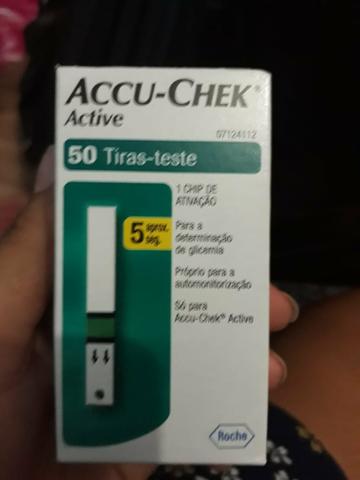 ACCU-CHEK®
Active
07124112
50 Tiras-teste
1 CHIP DE
ATIVAÇÃO
5 aprox.
seg.
Para a
determinação
de glicemia
Próprio para a
automonitorização
Só para
Accu-Chek® Active
Roche